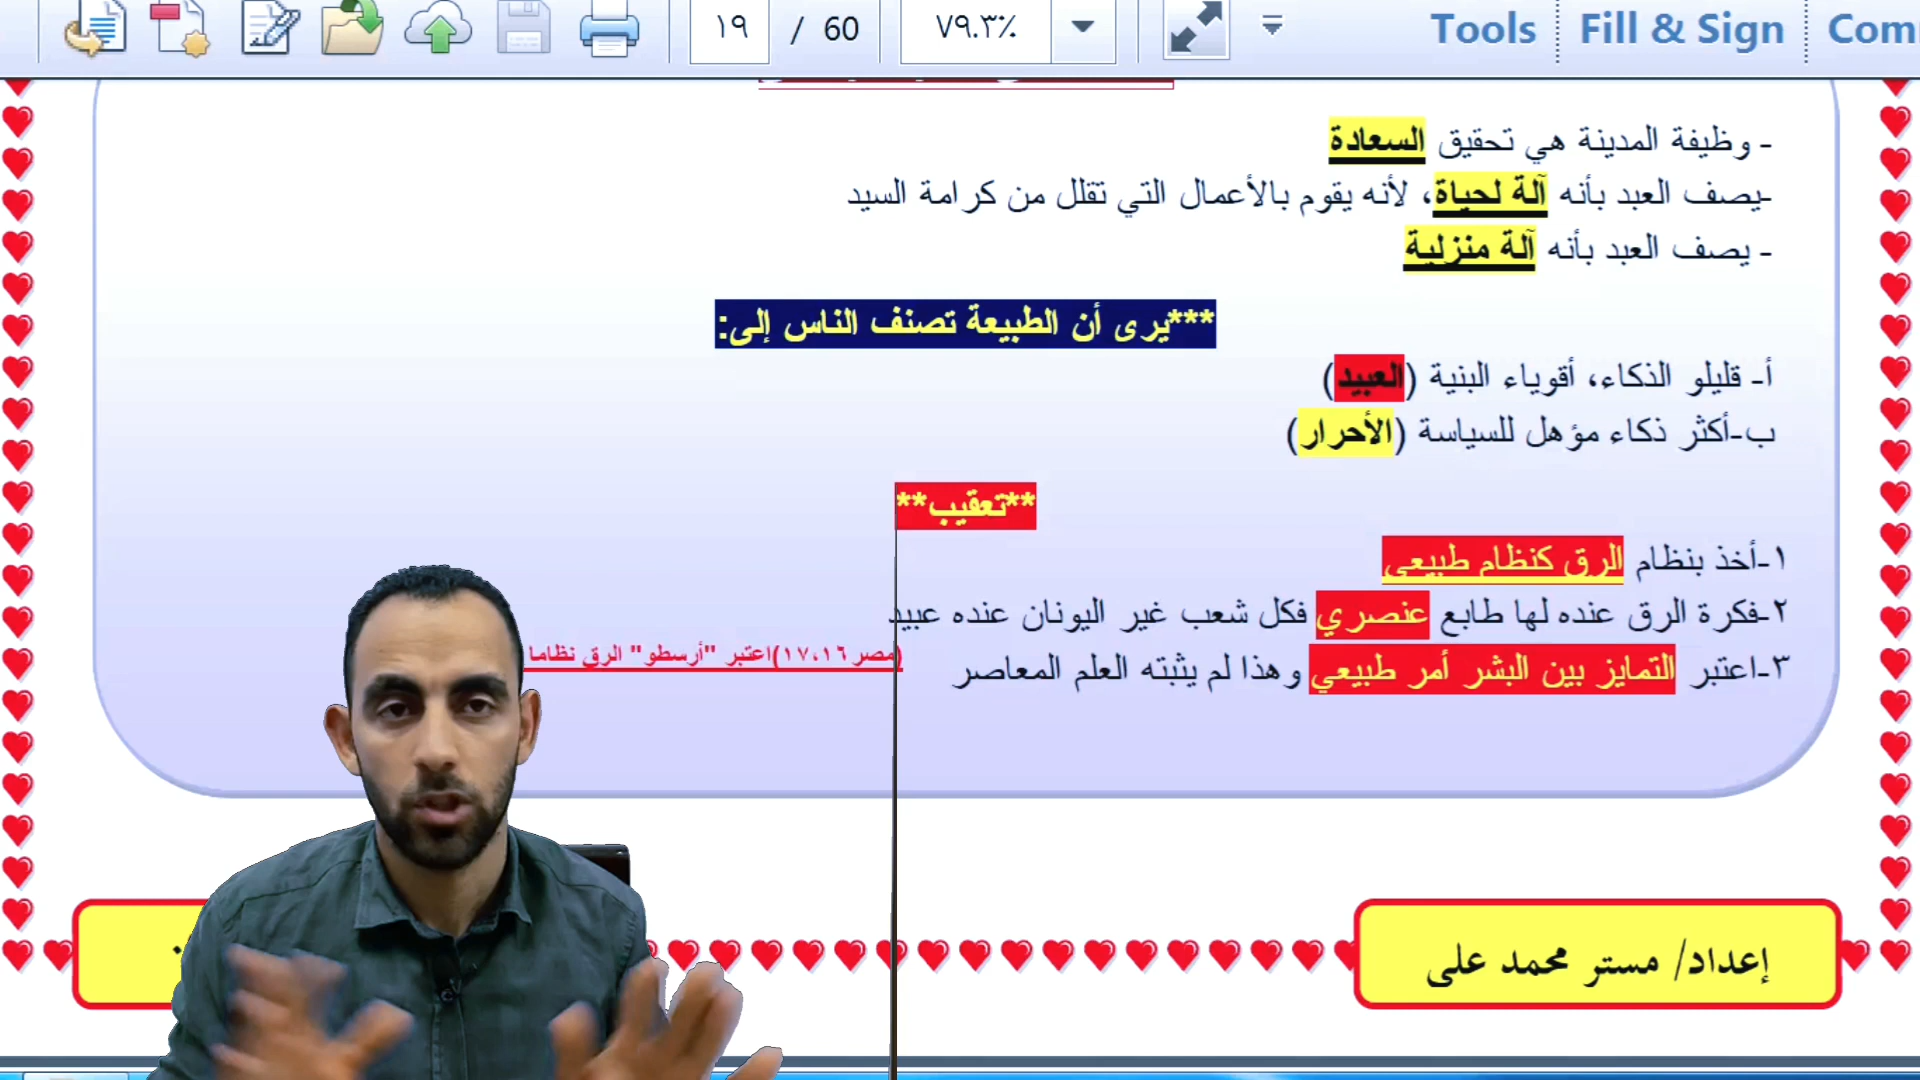 ١٩ / 60 ٧٩.٣٪ Tools Fill & Sign Com
- وظيفة المدينة هي تحقيق السعادة
-يصف العبد بأنه آلة لحياة، لأنه يقوم بالأعمال التي تقلل من كرامة السيد
- يصف العبد بأنه آلة منزلية
***يرى أن الطبيعة تصنف الناس إلى:
أ- قليلو الذكاء، أقوياء البنية (العبيد)
ب-أكثر ذكاء مؤهل للسياسة (الأحرار)
**تعقيب**
١-أخذ بنظام الرق كنظام طبيعى
٢-فكرة الرق عنده لها طابع عنصري فكل شعب غير اليونان عنده عبيد
(مصر١٧،١٦)اعتبر "أرسطو" الرق نظاما
٣-اعتبر التمايز بين البشر أمر طبيعي وهذا لم يثبته العلم المعاصر
إعداد/ مستر محمد على